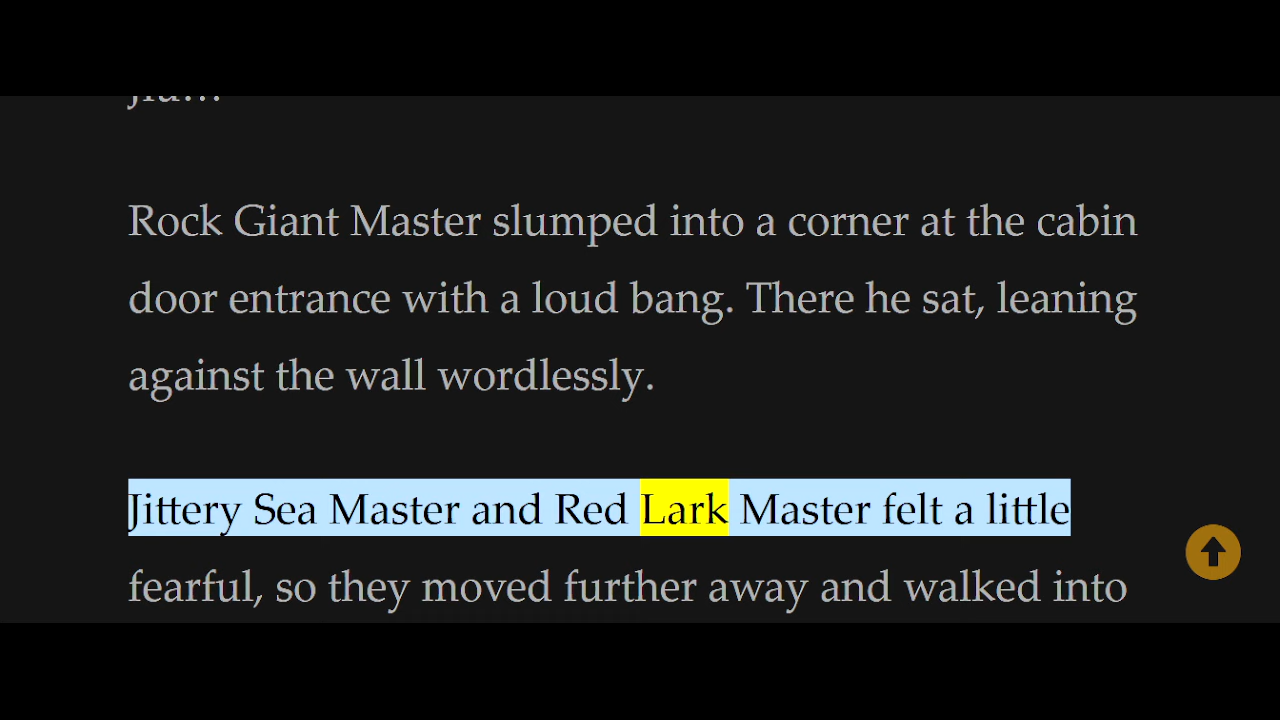 Rock Giant Master slumped into a corner at the cabin
door entrance with a loud bang. There he sat, leaning
against the wall wordlessly.
Jittery Sea Master and Red Lark Master felt a little
fearful, so they moved further away and walked into